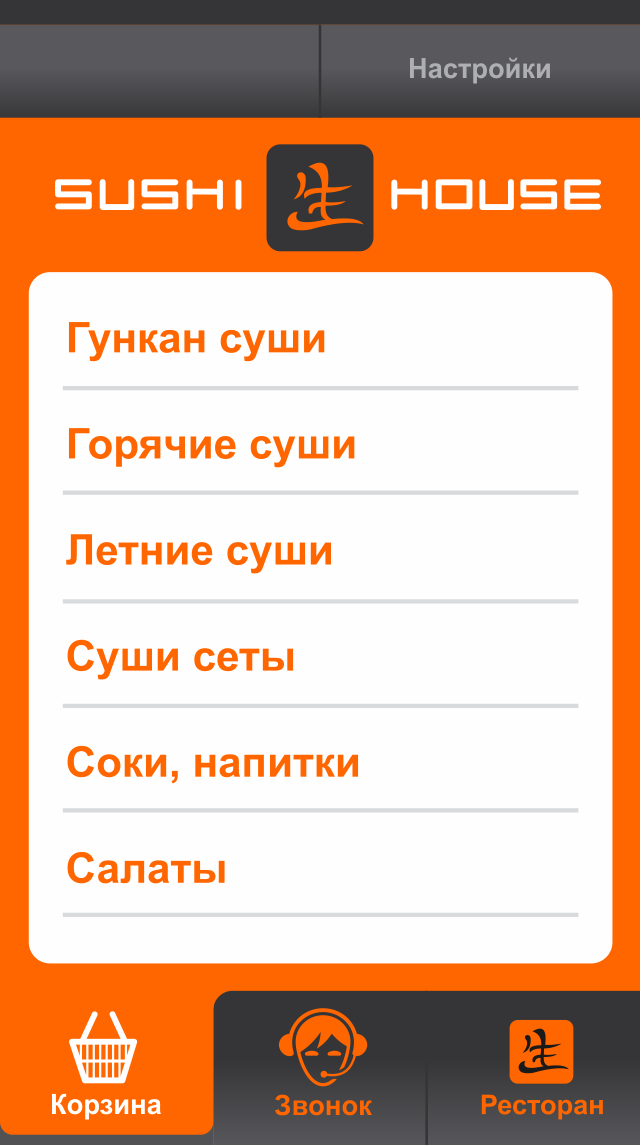 Настройки
SUSHI 生 HOUSE
Гункан суши
Горячие суши
Летние суши
Суши сеты
Соки, напитки
Салаты
Корзина
Звонок
生
Ресторан